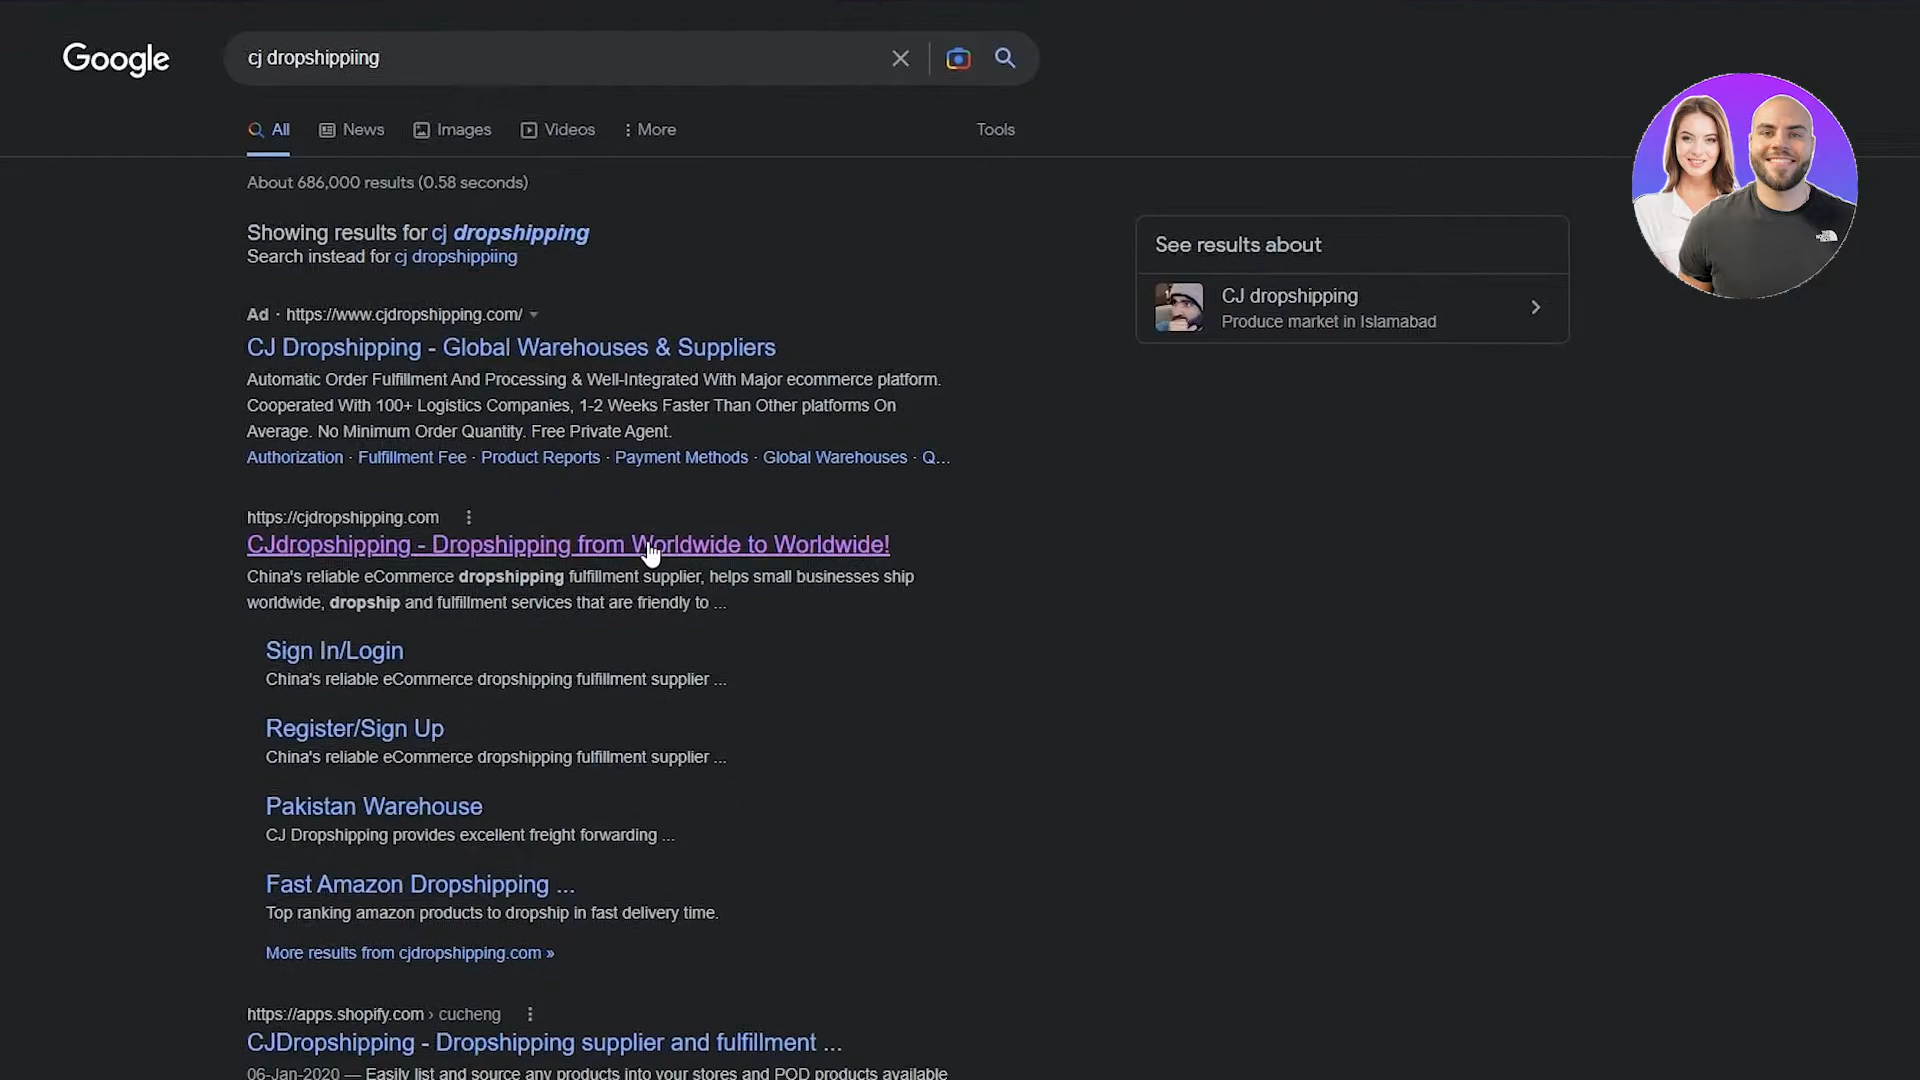 Google
cj dropshippiing
All
News
Images
Videos
More
Tools
About 686,000 results (0.58 seconds)
Showing results for cj dropshipping
Search instead for cj dropshippiing
Ad · https://www.cjdropshipping.com/
CJ Dropshipping - Global Warehouses & Suppliers
Automatic Order Fulfillment And Processing & Well-Integrated With Major ecommerce platform.
Cooperated With 100+ Logistics Companies, 1-2 Weeks Faster Than Other platforms On
Average. No Minimum Order Quantity. Free Private Agent.
Authorization · Fulfillment Fee · Product Reports · Payment Methods · Global Warehouses · Q...
https://cjdropshipping.com
CJdropshipping - Dropshipping from Worldwide to Worldwide!
China's reliable eCommerce dropshipping fulfillment supplier, helps small businesses ship
worldwide, dropship and fulfillment services that are friendly to ...
Sign In/Login
China's reliable eCommerce dropshipping fulfillment supplier ...
Register/Sign Up
China's reliable eCommerce dropshipping fulfillment supplier ...
Pakistan Warehouse
CJ Dropshipping provides excellent freight forwarding ...
Fast Amazon Dropshipping ...
Top ranking amazon products to dropship in fast delivery time.
More results from cjdropshipping.com »
https://apps.shopify.com › cucheng
CJDropshipping - Dropshipping supplier and fulfillment ...
06-Jan-2020 — Easily list and source any products into your stores and POD products available
See results about
CJ dropshipping
Produce market in Islamabad